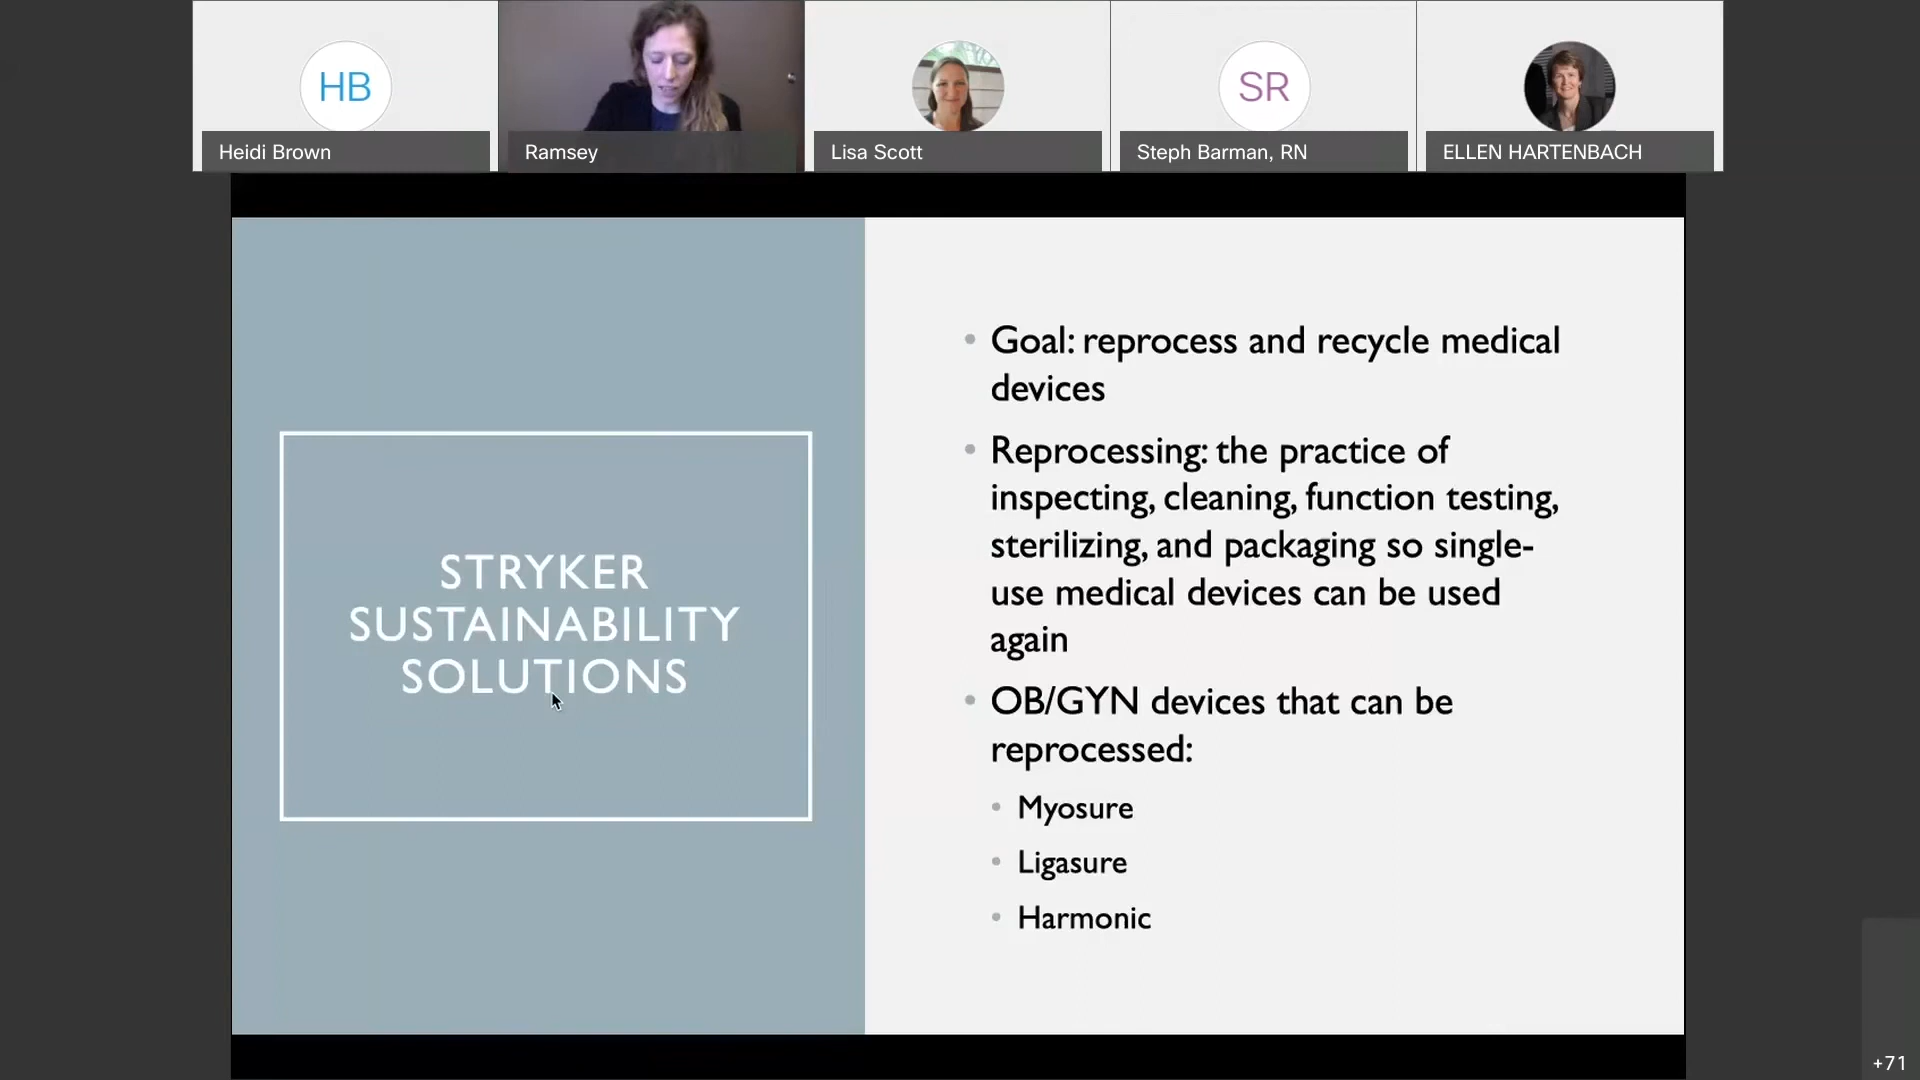 HB
SR
Heidi Brown
Ramsey
Lisa Scott
Steph Barman, RN
ELLEN HARTENBACH
STRYKER
SUSTAINABILITY
SOLUTIONS
• Goal: reprocess and recycle medical
devices
• Reprocessing: the practice of
inspecting, cleaning, function testing,
sterilizing, and packaging so single-
use medical devices can be used
again
• OB/GYN devices that can be
reprocessed:
• Myosure
• Ligasure
• Harmonic
+71